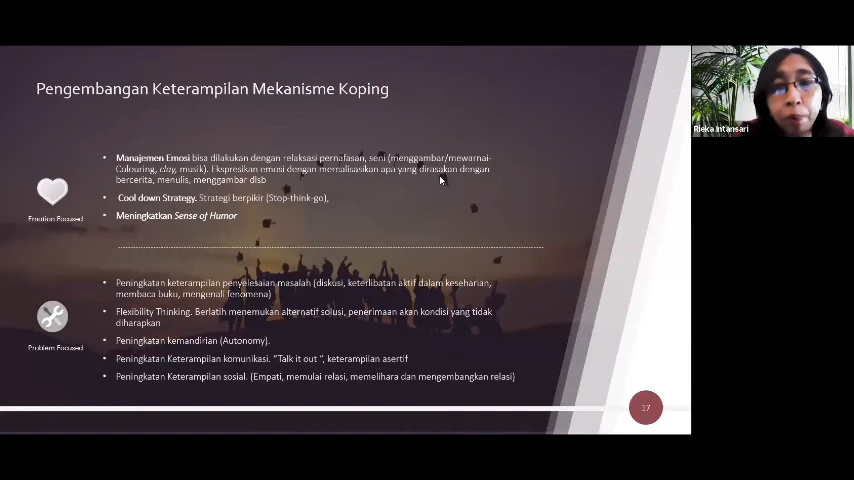 Pengembangan Keterampilan Mekanisme Koping
• Manajemen Emosi bisa dilakukan dengan relaksasi pernafasan, seni (menggambar/mewarnai-
Colouring, clay, musik). Ekspresikan emosi dengan merealisasikan apa yang dirasakan dengan
bercerita, menulis, menggambar dlsb
• Cool down Strategy. Strategi berpikir (Stop-think-go),
• Meningkatkan Sense of Humor
Emotion Focused
• Peningkatan keterampilan penyelesaian masalah (diskusi, keterlibatan aktif dalam keseharian,
membaca buku, mengenali fenomena)
• Flexibility Thinking. Berlatih menemukan alternatif solusi, penerimaan akan kondisi yang tidak
diharapkan
• Peningkatan kemandirian (Autonomy).
• Peningkatan Keterampilan komunikasi. "Talk it out ", keterampilan asertif
• Peningkatan Keterampilan sosial. (Empati, memulai relasi, memelihara dan mengembangkan relasi)
Problem Focused
17
Rieka Intansari